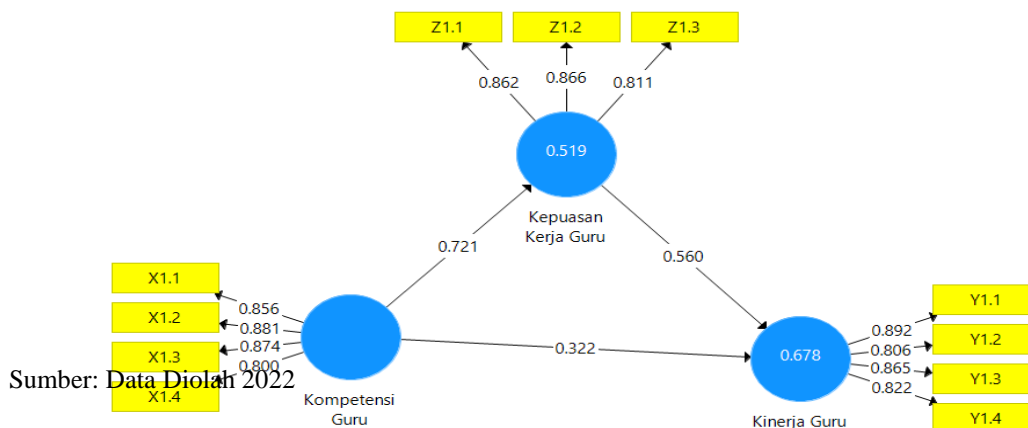 Z1.1 Z1.2 Z1.3
0.862 0.866 0.811
0.519
Kepuasan
Kerja Guru
0.721
0.560
X1.1
0.856
X1.2
0.881
X1.3
0.874
0.800
X1.4
Kompetensi
Guru
0.322
0.678
Kinerja Guru
Y1.1
0.892
Y1.2
0.806
0.865
Y1.3
0.822
Y1.4
Sumber: Data Diolah 2022